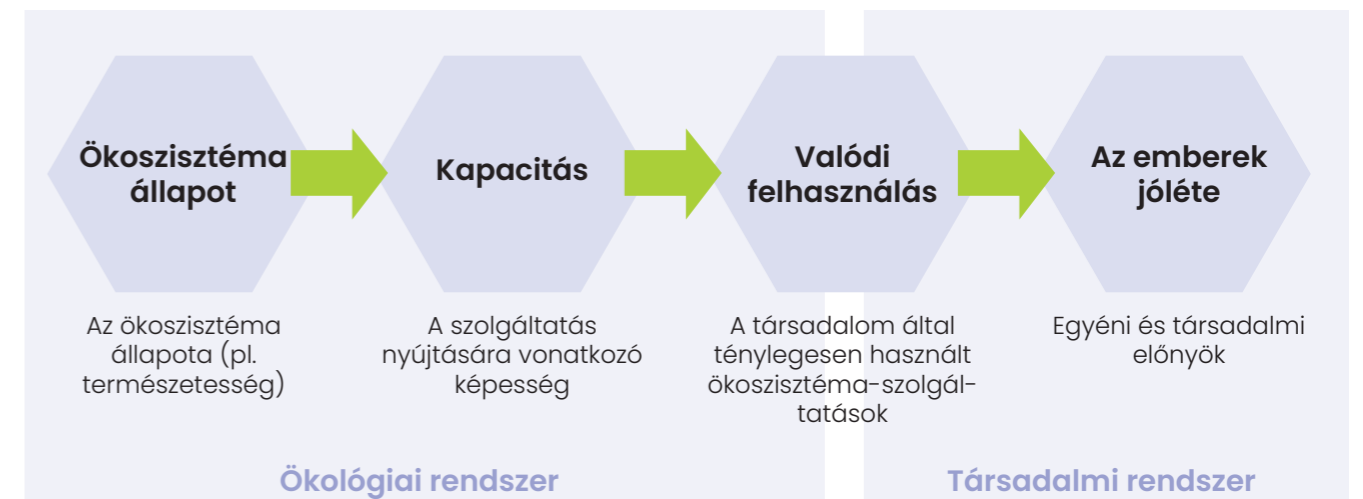 Ökoszisztéma
állapot
Kapacitás
Valódi
felhasználás
Az emberek
jóléte
Az ökoszisztéma
állapota (pl.
természetesség)
A szolgáltatás
nyújtására vonatkozó
képesség
A társadalom által
ténylegesen használt
ökoszisztéma-szolgál-
tatások
Egyéni és társadalmi
előnyök
Ökológiai rendszer
Társadalmi rendszer